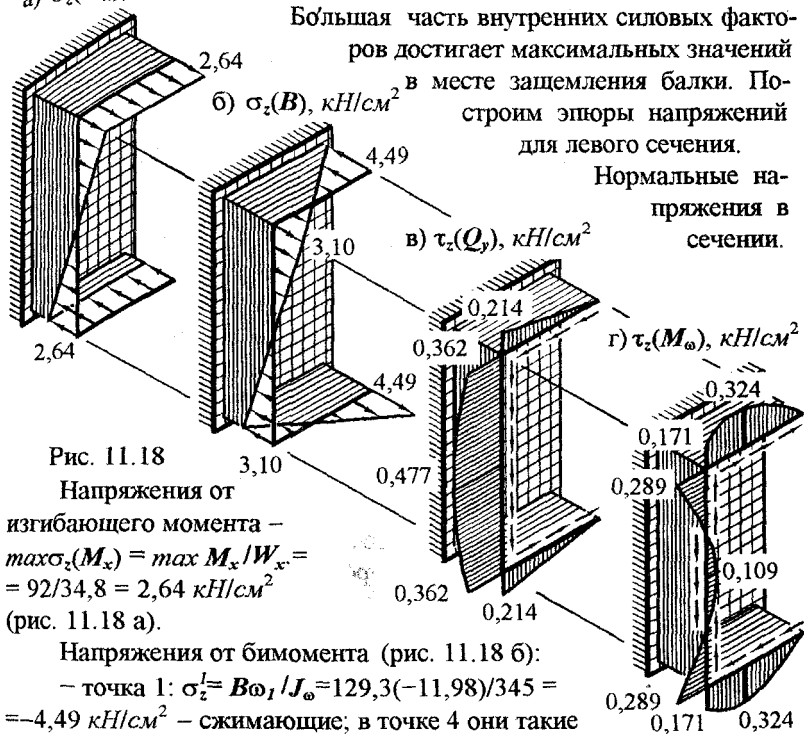 Бо́льшая часть внутренних силовых факто-
ров достигает максимальных значений
в месте защемления балки. По-
строим эпюры напряжений
для левого сечения.
Нормальные на-
пряжения в
сечении.
2,64
2,64
б) σz(B), кН/см²
4,49
3,10
4,49
3,10
в) τz(Qy), кН/см²
0,214
0,362
0,477
0,362
0,214
г) τz(Mω), кН/см²
0,324
0,171
0,289
0,109
0,289
0,171
0,324
Рис. 11.18
Напряжения от
изгибающего момента –
maxσz(Mx) = max Mx/Wx.=
= 92/34,8 = 2,64 кН/см²
(рис. 11.18 а).
Напряжения от бимомента (рис. 11.18 б):
– точка 1: σz¹= Bω1/Jω=129,3(−11,98)/345 =
=−4,49 кН/см² – сжимающие; в точке 4 они такие